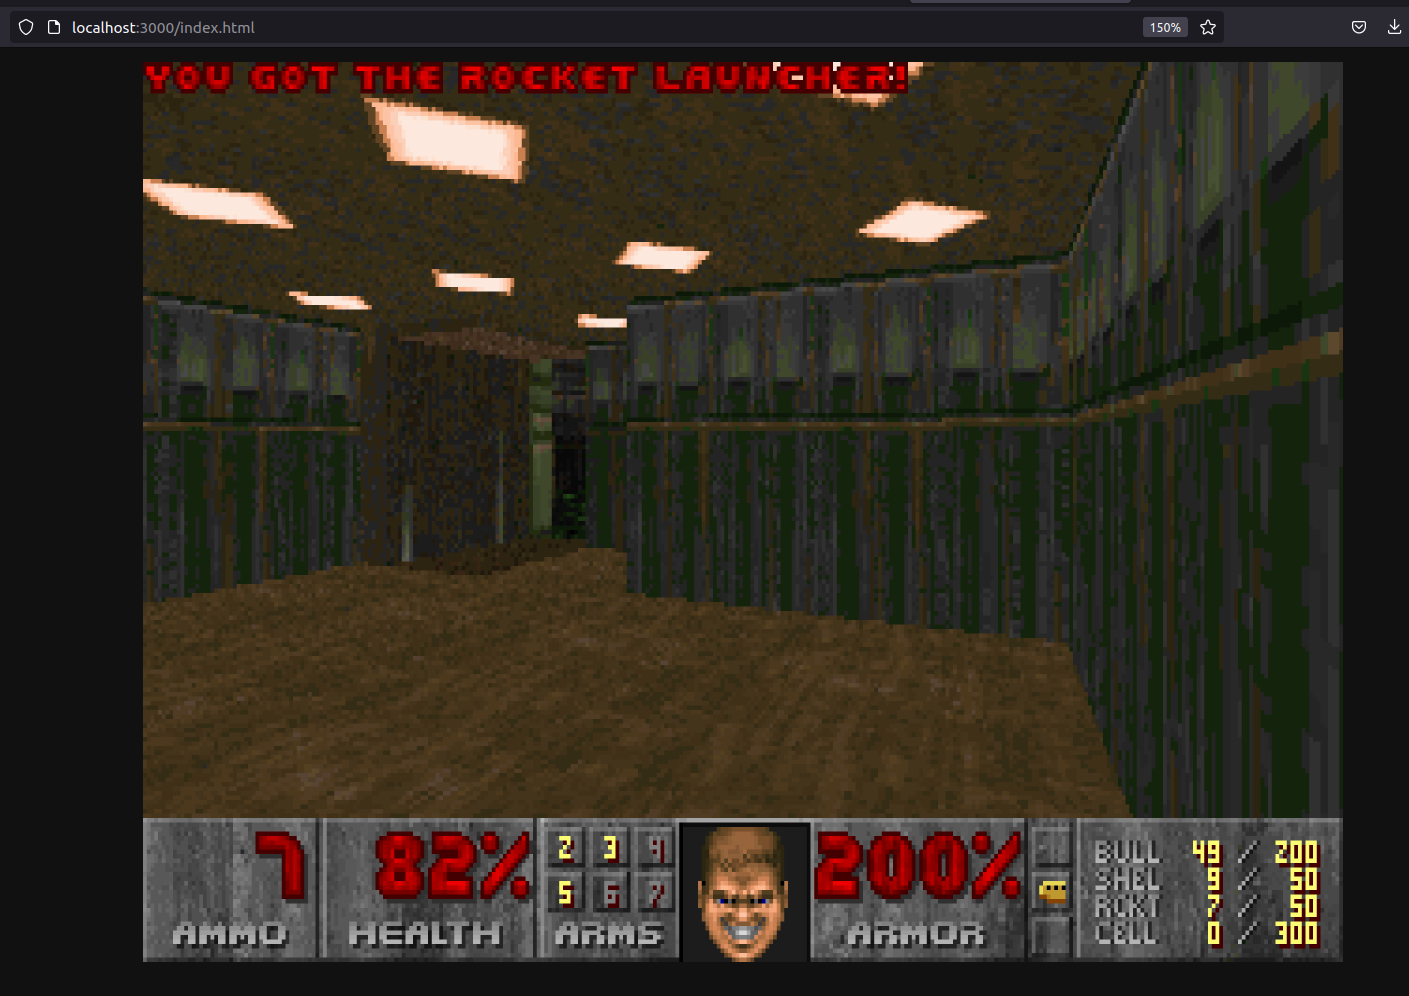 localhost:3000/index.html
150%
YOU GOT THE ROCKET LAUNCHER!
7 82% 2 3 4 200% BULL 49 / 200
5 6 7 SHEL 9 / 50
RCKT 7 / 50
AMMO HEALTH ARMS ARMOR CELL 0 / 300